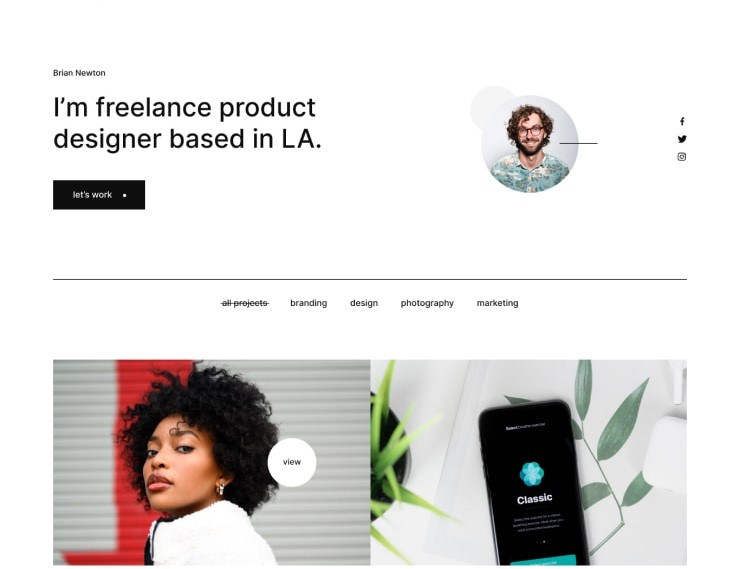 Brian Newton
I’m freelance product
designer based in LA.
let’s work
all projects branding design photography marketing
view
Classic